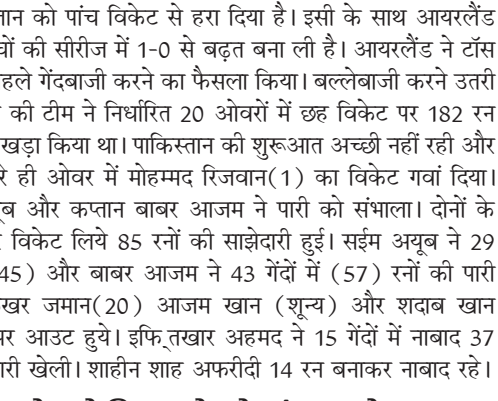 को पांच विकेट से हरा दिया है। इसी के साथ आयरलैंड
की सीरीज में 1-0 से बढ़त बना ली है। आयरलैंड ने टॉस
गेंदबाजी करने का फैसला किया। बल्लेबाजी करने उतरी
की टीम ने निर्धारित 20 ओवरों में छह विकेट पर 182 रन
खड़ा किया था। पाकिस्तान की शुरूआत अच्छी नहीं रही और
ही ओवर में मोहम्मद रिजवान(1) का विकेट गवां दिया।
और कप्तान बाबर आजम ने पारी को संभाला। दोनों के
विकेट लिये 85 रनों की साझेदारी हुई। सईम अयूब ने 29
45) और बाबर आजम ने 43 गेंदों में (57) रनों की पारी
जमान(20) आजम खान (शून्य) और शदाब खान
आउट हुये। इफि्तखार अहमद ने 15 गेंदों में नाबाद 37
खेली। शाहीन शाह अफरीदी 14 रन बनाकर नाबाद रहे।